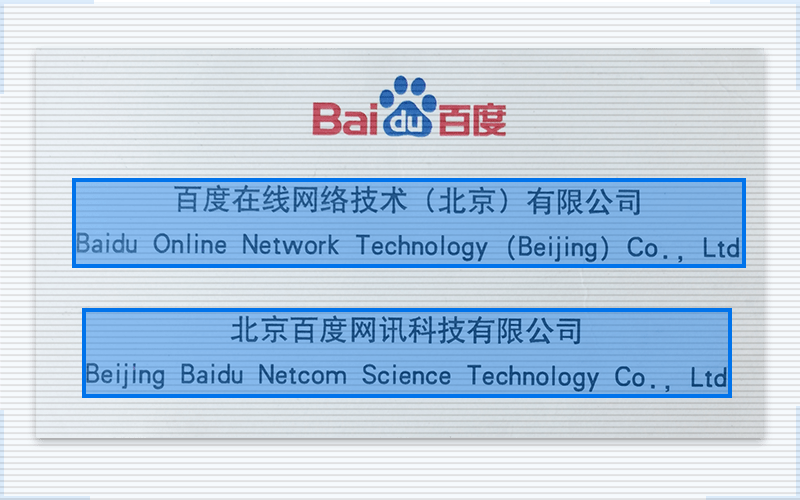 Baidu百度
百度在线网络技术（北京）有限公司
Baidu Online Network Technology (Beijing) Co., Ltd
北京百度网讯科技有限公司
Beijing Baidu Netcom Science Technology Co., Ltd